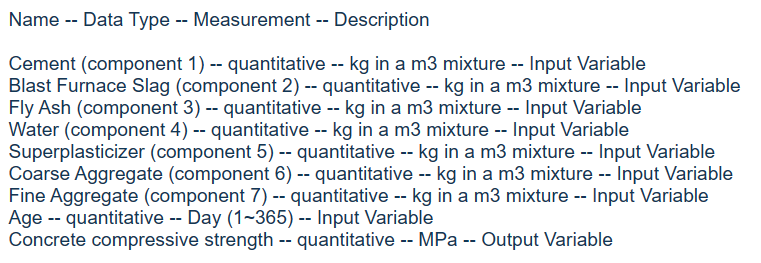 Name -- Data Type -- Measurement -- Description
Cement (component 1) -- quantitative -- kg in a m3 mixture -- Input Variable
Blast Furnace Slag (component 2) -- quantitative -- kg in a m3 mixture -- Input Variable
Fly Ash (component 3) -- quantitative -- kg in a m3 mixture -- Input Variable
Water (component 4) -- quantitative -- kg in a m3 mixture -- Input Variable
Superplasticizer (component 5) -- quantitative -- kg in a m3 mixture -- Input Variable
Coarse Aggregate (component 6) -- quantitative -- kg in a m3 mixture -- Input Variable
Fine Aggregate (component 7) -- quantitative -- kg in a m3 mixture -- Input Variable
Age -- quantitative -- Day (1~365) -- Input Variable
Concrete compressive strength -- quantitative -- MPa -- Output Variable